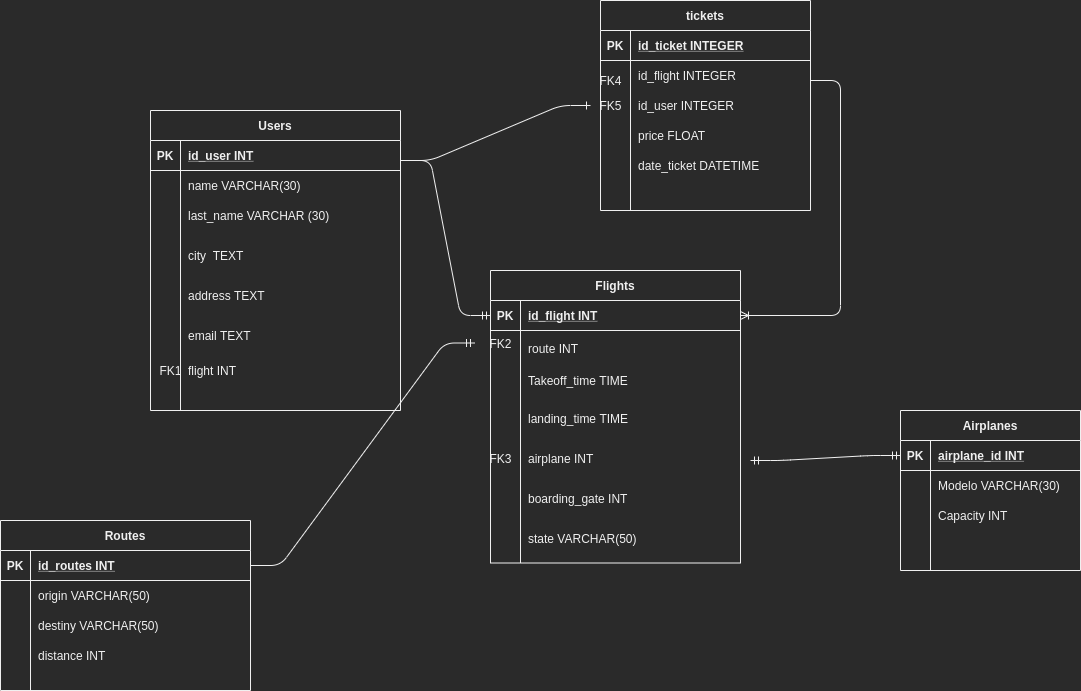 tickets
PK id_ticket INTEGER
FK4 id_flight INTEGER
FK5 id_user INTEGER
price FLOAT
date_ticket DATETIME
Users
PK id_user INT
name VARCHAR(30)
last_name VARCHAR (30)
city  TEXT
address TEXT
email TEXT
FK1 flight INT
Flights
PK id_flight INT
FK2 route INT
Takeoff_time TIME
landing_time TIME
FK3 airplane INT
boarding_gate INT
state VARCHAR(50)
Airplanes
PK airplane_id INT
Modelo VARCHAR(30)
Capacity INT
Routes
PK id_routes INT
origin VARCHAR(50)
destiny VARCHAR(50)
distance INT